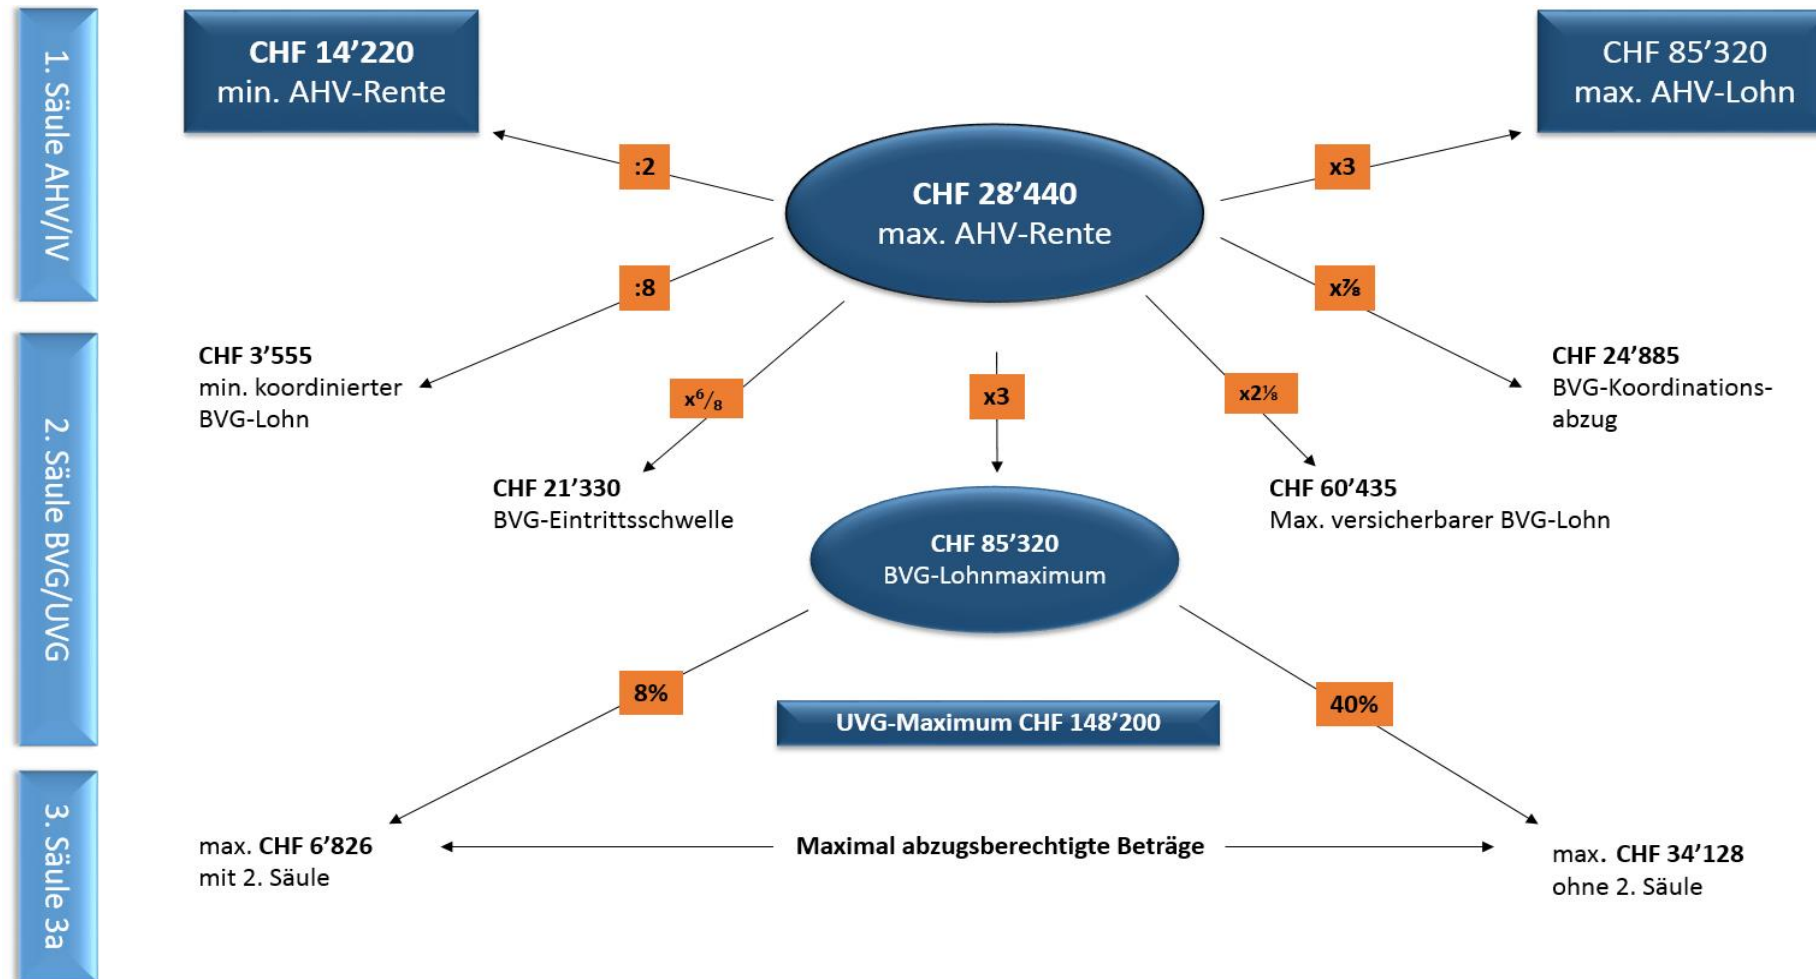 1. Säule AHV/IV
CHF 14’220
min. AHV-Rente
CHF 85’320
max. AHV-Lohn
:2
x3
CHF 28’440
max. AHV-Rente
:8
x⅞
2. Säule BVG/UVG
CHF 3’555
min. koordinierter
BVG-Lohn
x⁶/₈
x3
x2⅛
CHF 24’885
BVG-Koordinations-
abzug
CHF 21’330
BVG-Eintrittsschwelle
CHF 60’435
Max. versicherbarer BVG-Lohn
CHF 85’320
BVG-Lohnmaximum
8%
40%
UVG-Maximum CHF 148’200
3. Säule 3a
max. CHF 6’826
mit 2. Säule
Maximal abzugsberechtigte Beträge
max. CHF 34’128
ohne 2. Säule